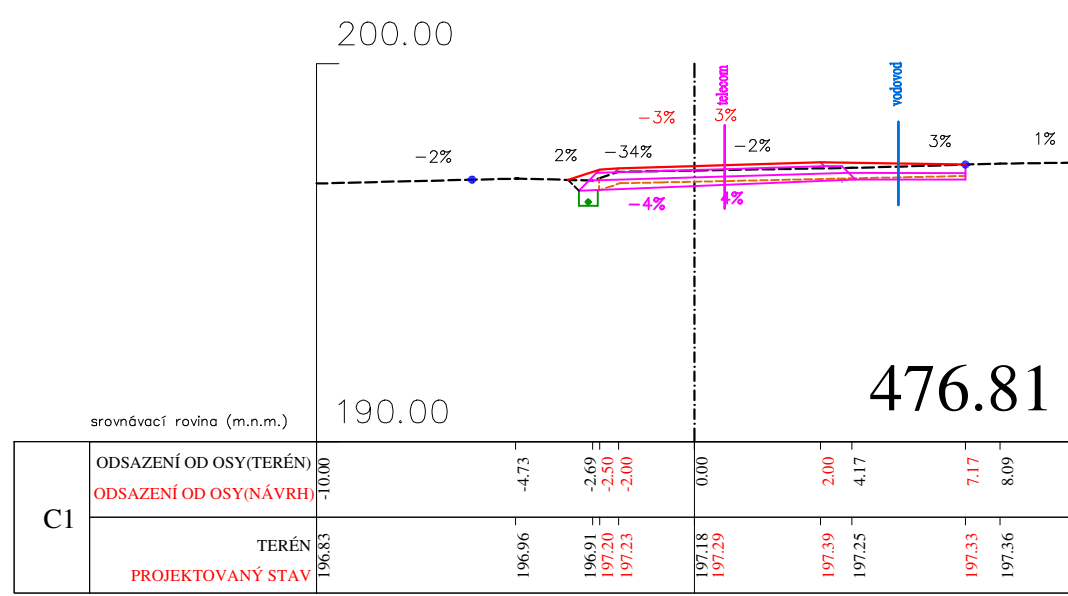 200.00
telecom
vodovod
-3%
3%
-2%
2%
-34%
-2%
3%
1%
-4%
4%
476.81
190.00
srovnávací rovina (m.n.m.)
C1
ODSAZENÍ OD OSY(TERÉN)
-10.00 -4.73 -2.69 0.00 4.17 8.09
ODSAZENÍ OD OSY(NÁVRH)
-2.50 -2.00 2.00 7.17
TERÉN
196.83 196.96 196.91 197.18 197.25 197.36
PROJEKTOVANÝ STAV
197.20 197.23 197.29 197.39 197.33